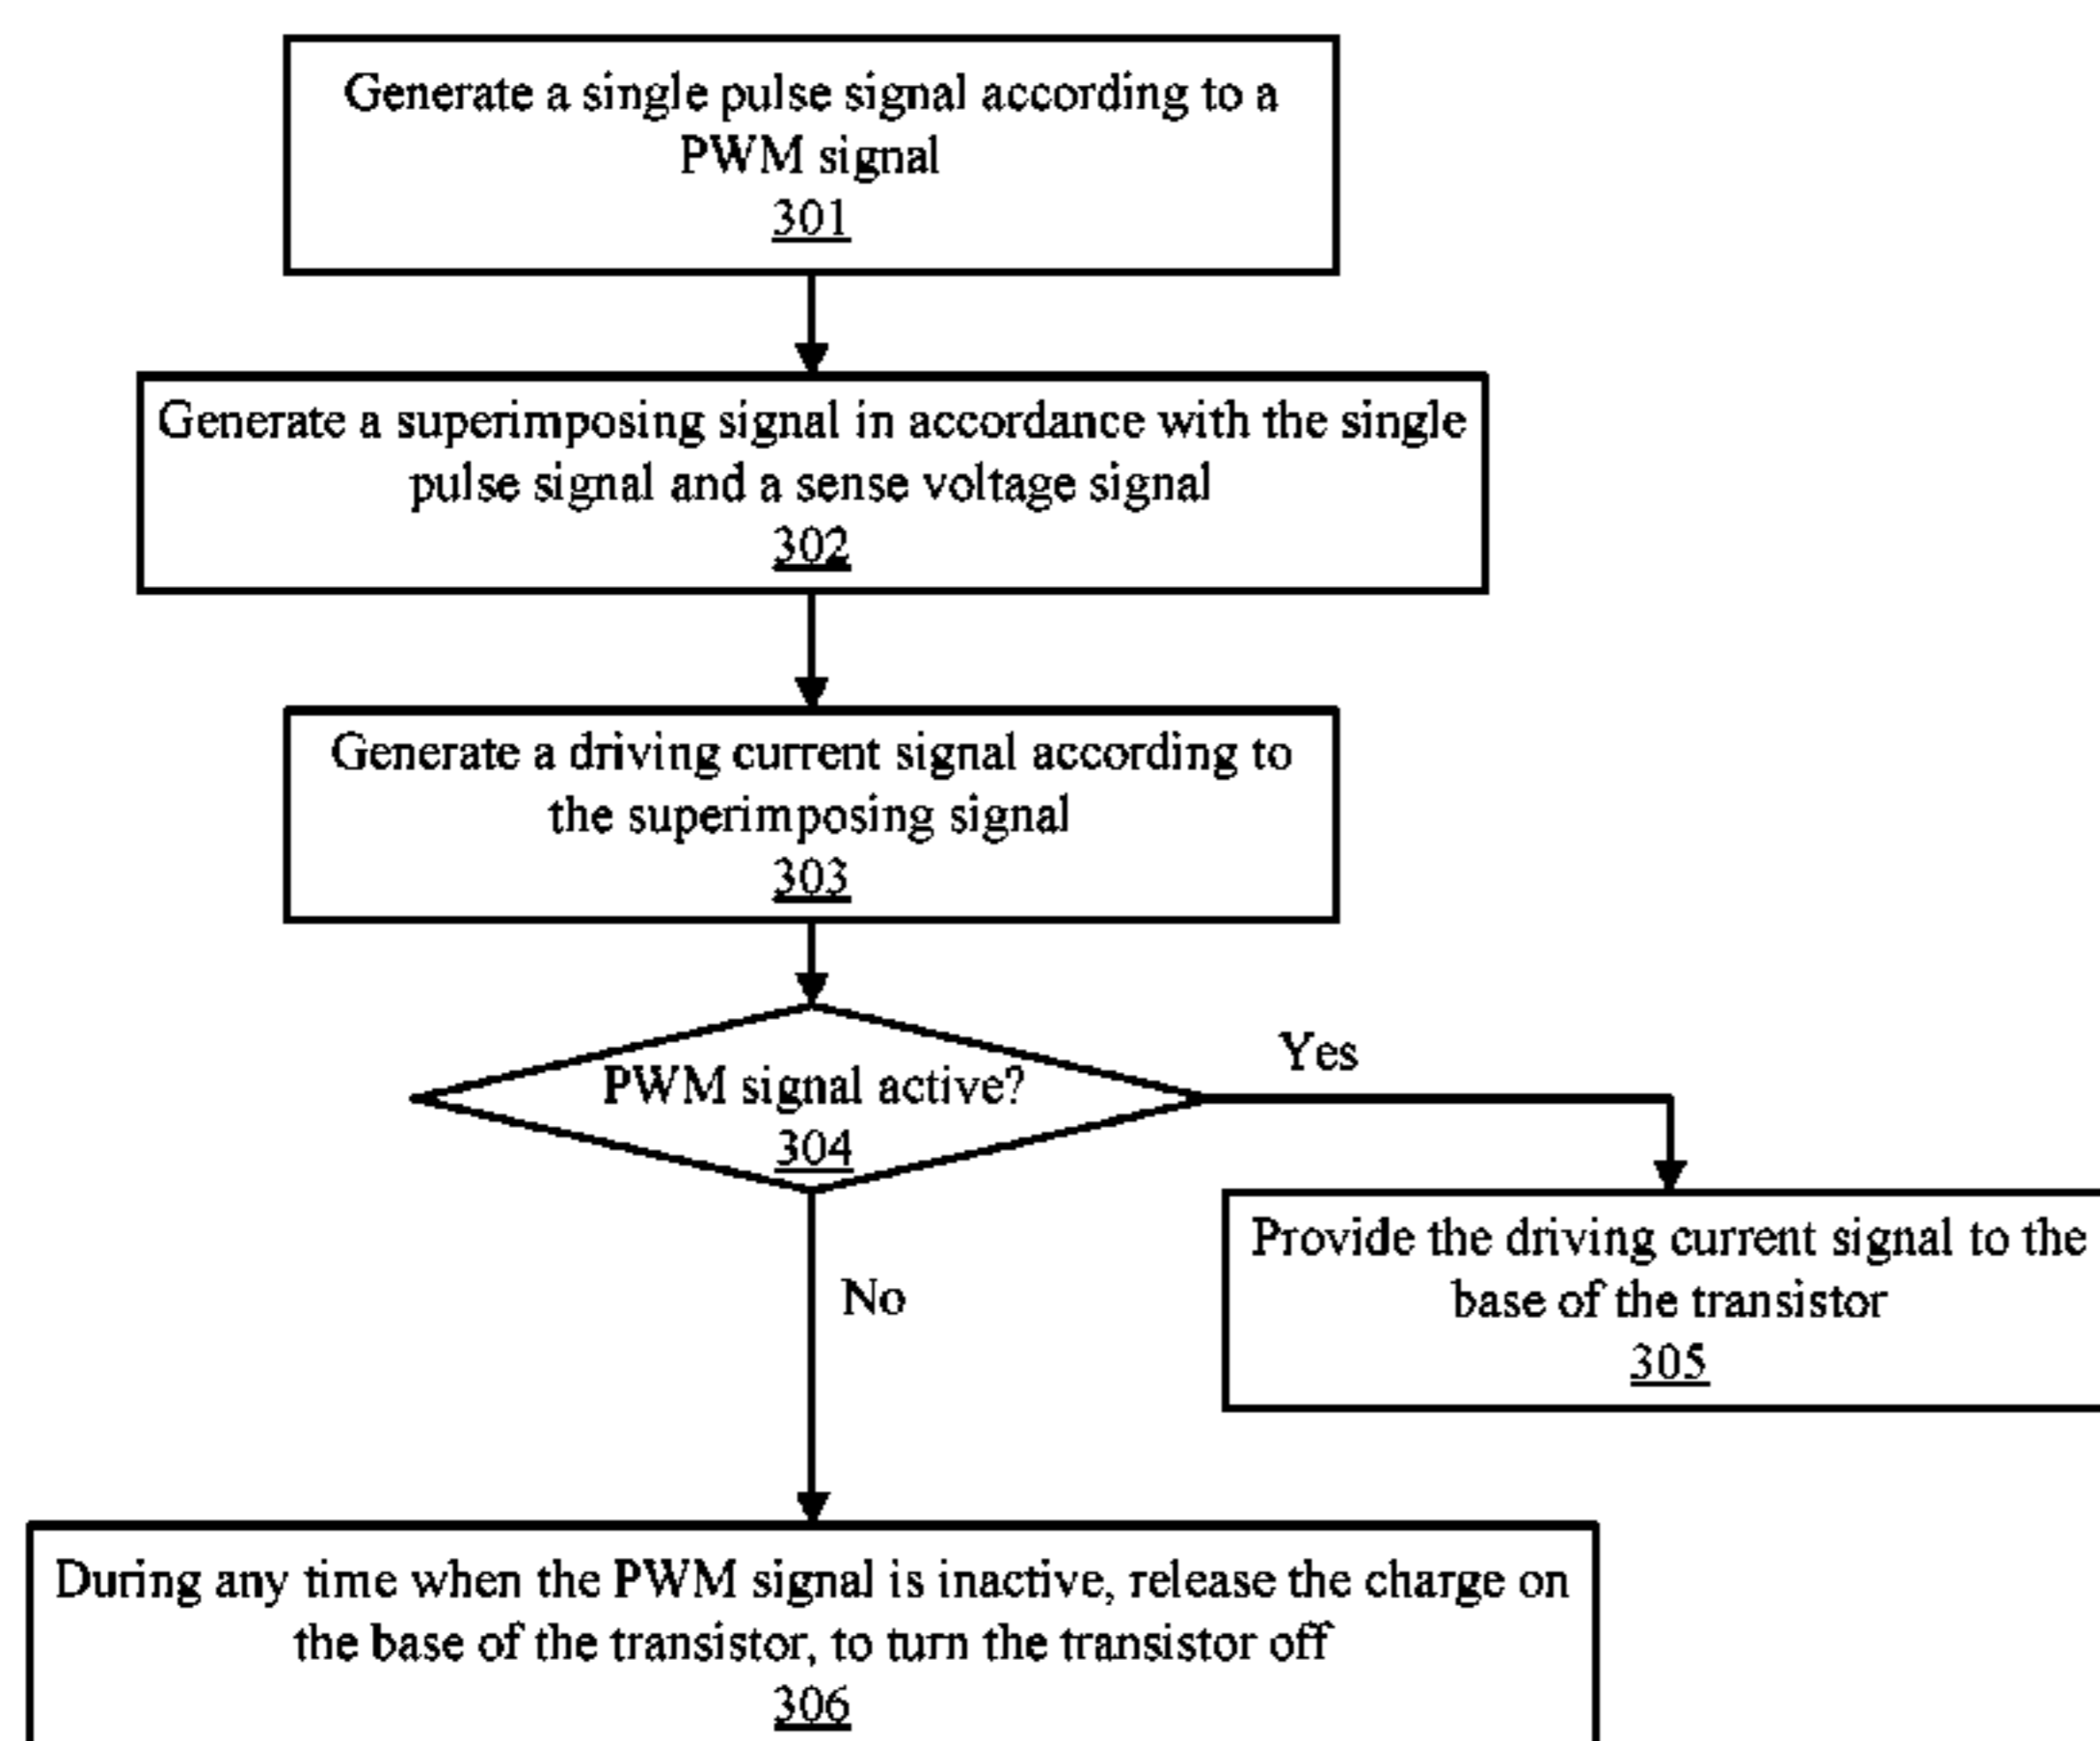 Generate a single pulse signal according to a
PWM signal
301
Generate a superimposing signal in accordance with the single
pulse signal and a sense voltage signal
302
Generate a driving current signal according to
the superimposing signal
303
PWM signal active?
304
Yes
Provide the driving current signal to the
base of the transistor
305
No
During any time when the PWM signal is inactive, release the charge on
the base of the transistor, to turn the transistor off
306